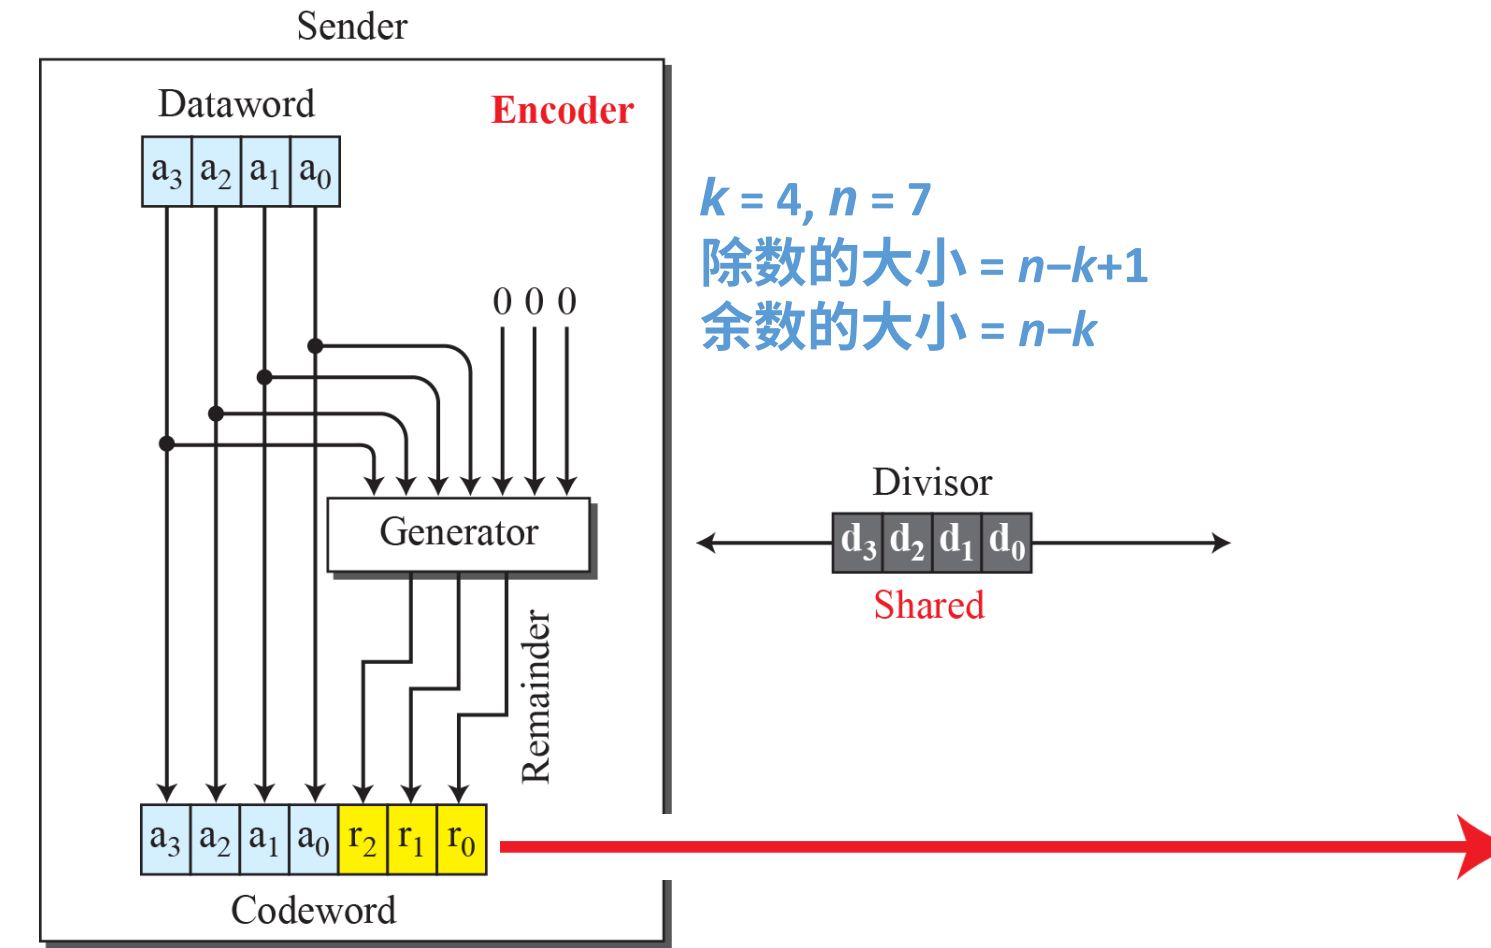 Sender
Dataword
Encoder
a3 a2 a1 a0
k = 4, n = 7
除数的大小 = n–k+1
余数的大小 = n–k
0 0 0
Divisor
Generator
d3 d2 d1 d0
Shared
Remainder
a3 a2 a1 a0 r2 r1 r0
Codeword